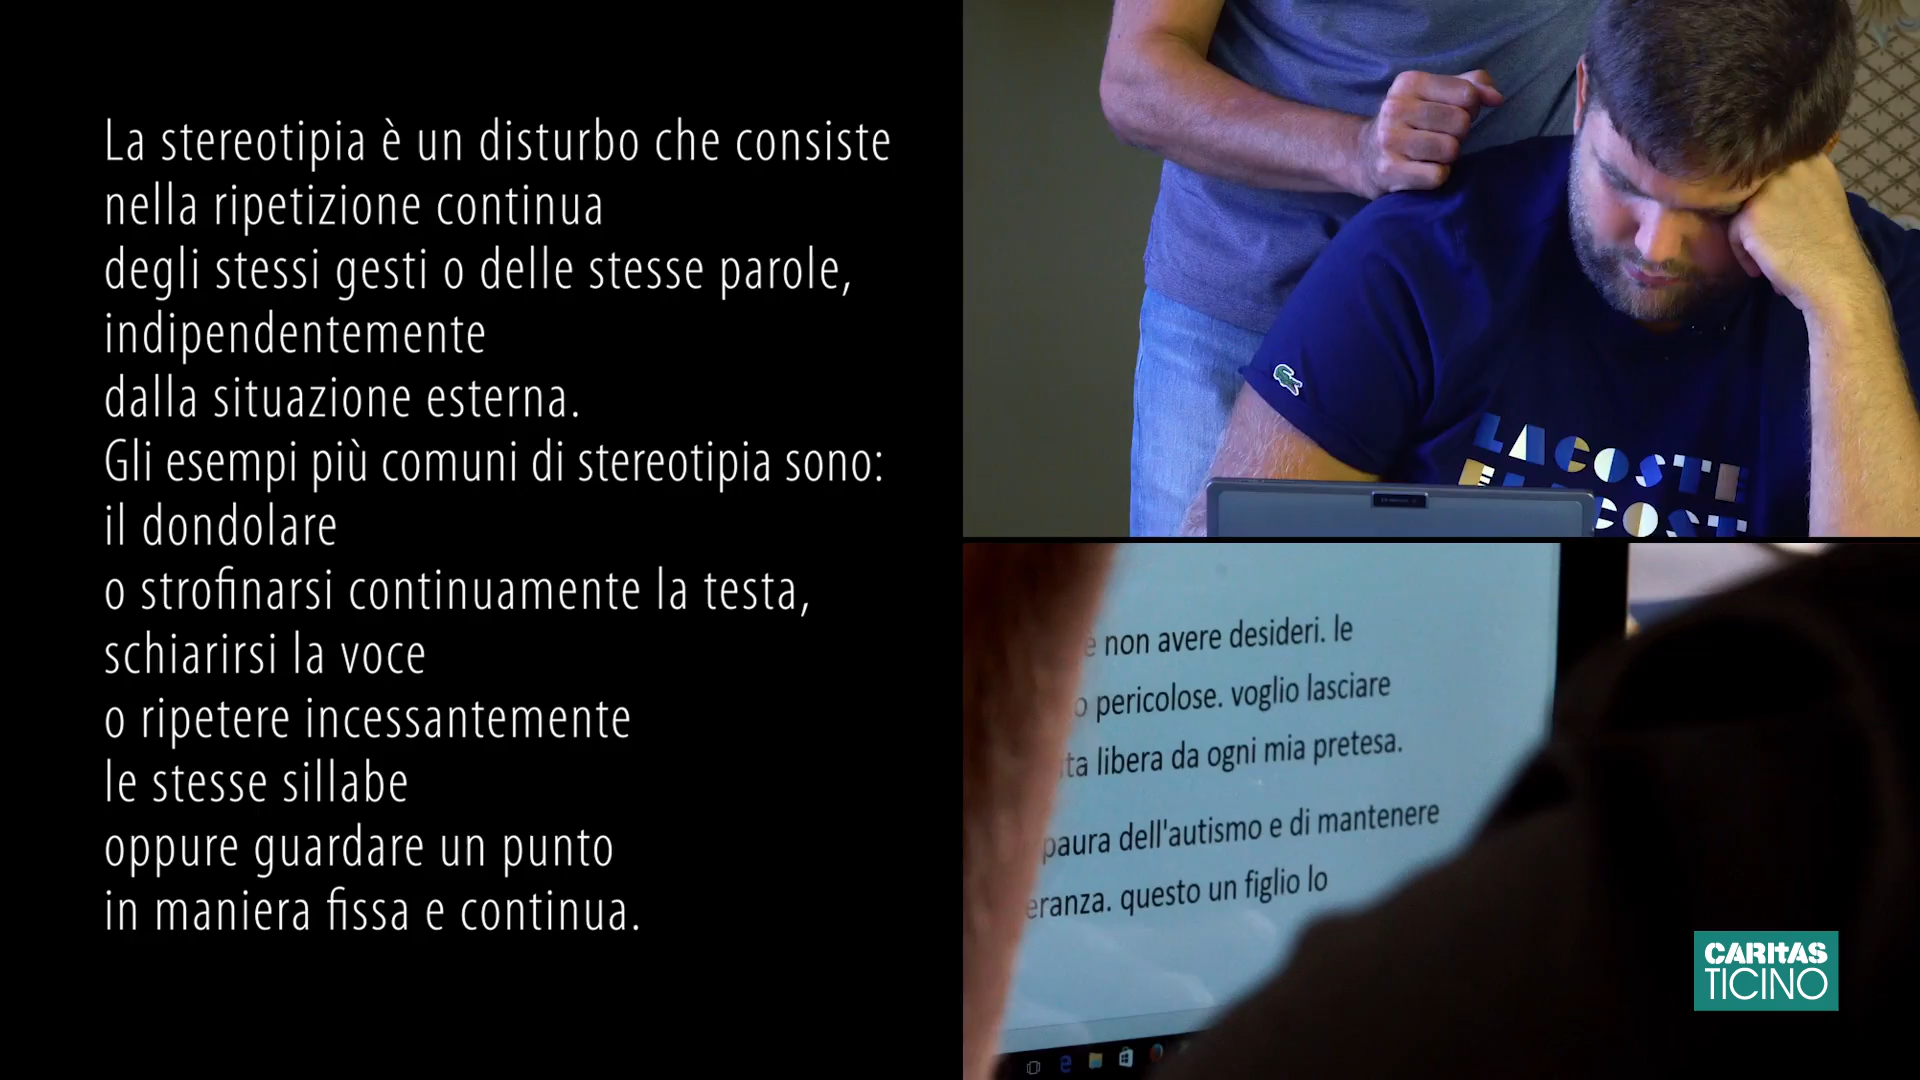 La stereotipia è un disturbo che consiste
nella ripetizione continua
degli stessi gesti o delle stesse parole,
indipendentemente
dalla situazione esterna.
Gli esempi più comuni di stereotipia sono:
il dondolare
o strofinarsi continuamente la testa,
schiarirsi la voce
o ripetere incessantemente
le stesse sillabe
oppure guardare un punto
in maniera fissa e continua.
LACOSTE
è non avere desideri. le
pericolose. voglio lasciare
libera da ogni mia pretesa.
paura dell'autismo e di mantenere
questo un figlio lo
CARITAS
TICINO